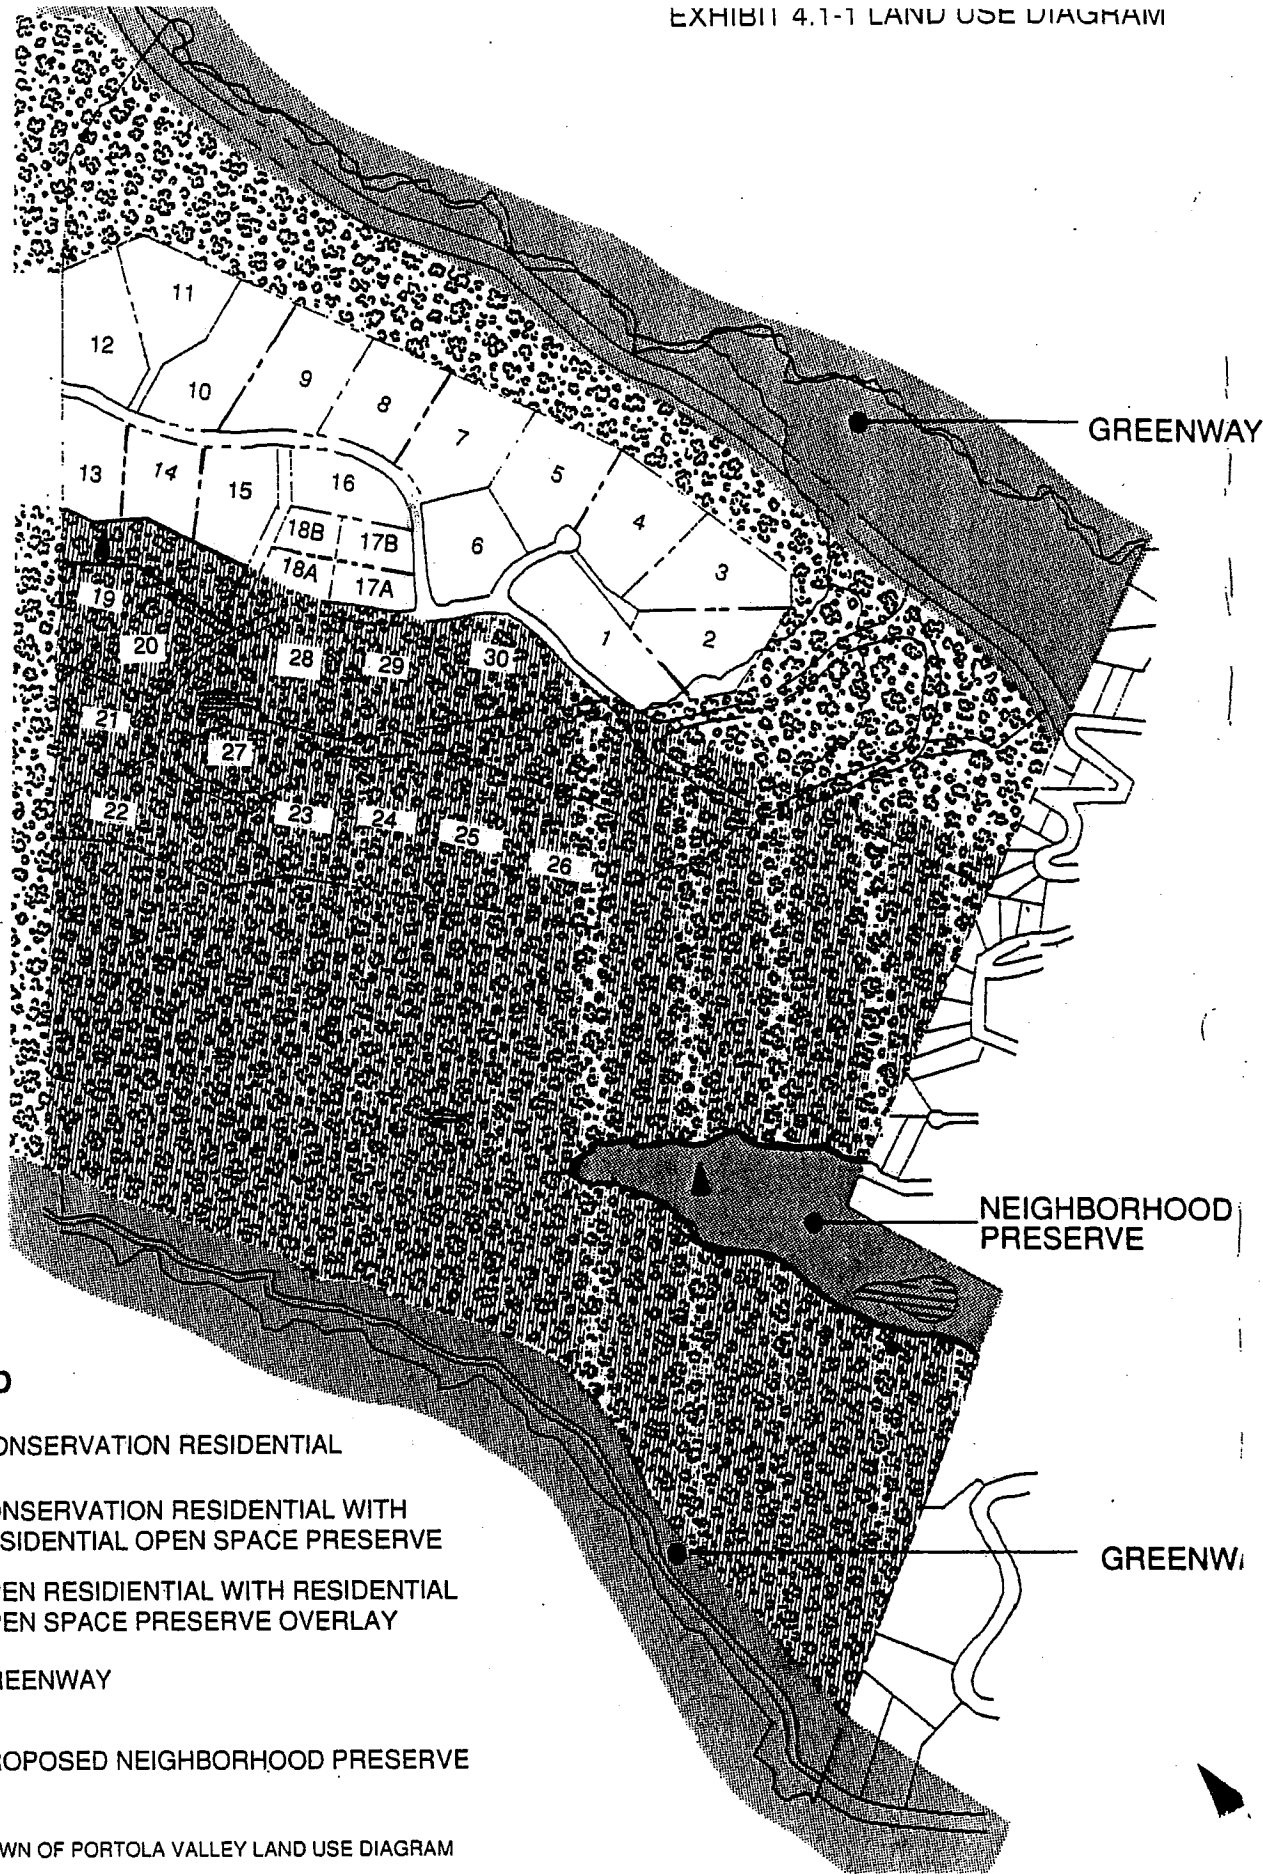 EXHIBIT 4.1-1 LAND USE DIAGRAM
11
12
9
10
8
7
GREENWAY
5
13
14
15
16
4
18B
17B
6
3
18A
17A
19
1
2
20
28
29
30
21
27
22
23
24
25
26
NEIGHBORHOOD
PRESERVE
ONSERVATION RESIDENTIAL
ONSERVATION RESIDENTIAL WITH
SIDENTIAL OPEN SPACE PRESERVE
GREENWA
EN RESIDIENTIAL WITH RESIDENTIAL
EN SPACE PRESERVE OVERLAY
EENWAY
OPOSED NEIGHBORHOOD PRESERVE
WN OF PORTOLA VALLEY LAND USE DIAGRAM